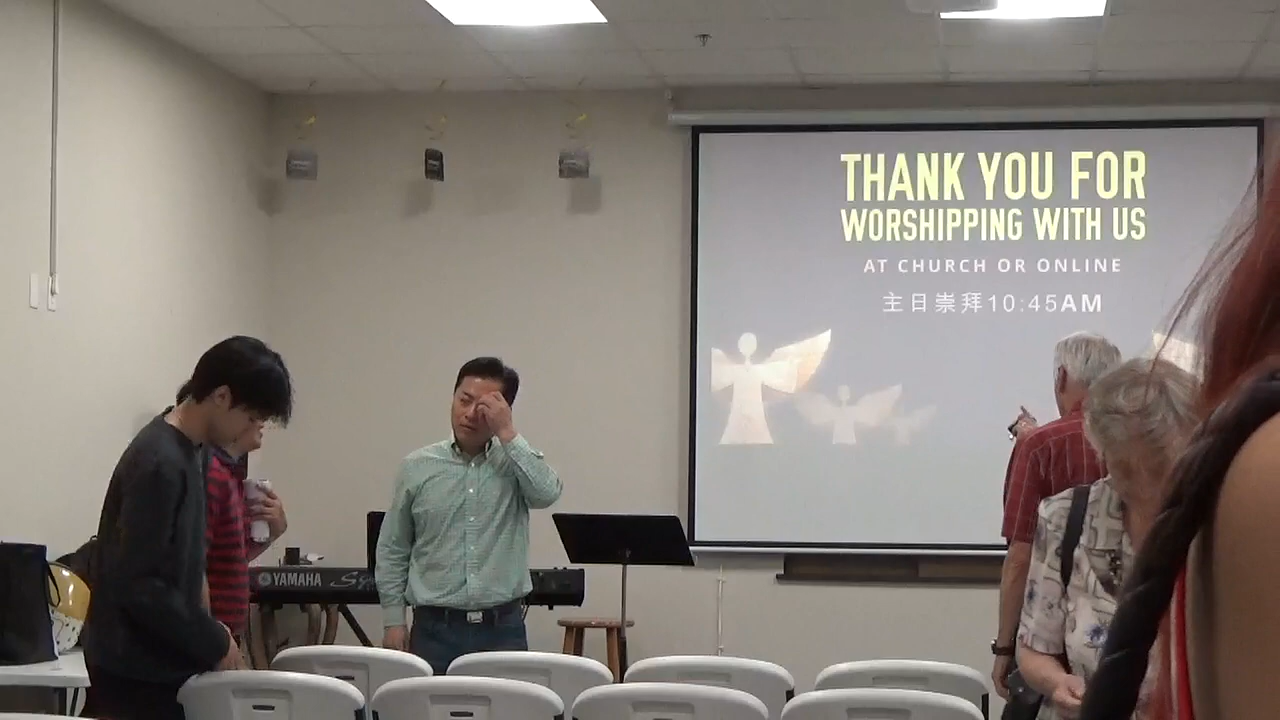 THANK YOU FOR
WORSHIPPING WITH US
AT CHURCH OR ONLINE
主日崇拜10:45AM
YAMAHA